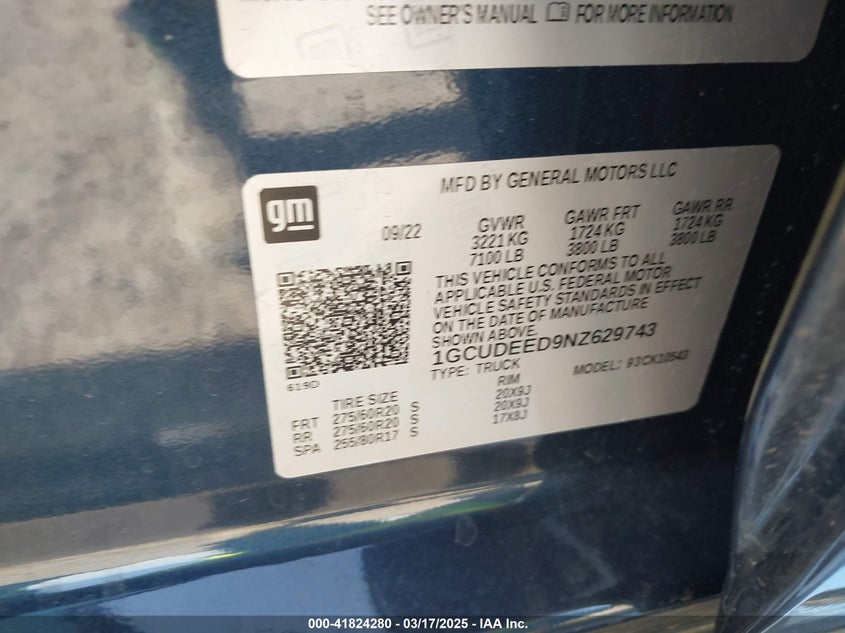 SEE OWNER'S MANUAL FOR MORE INFORMATION
gm
MFD BY GENERAL MOTORS LLC
09/22
GVWR GAWR FRT GAWR RR
3221 KG 1724 KG 1724 KG
7100 LB 3800 LB 3800 LB
THIS VEHICLE CONFORMS TO ALL
APPLICABLE U.S. FEDERAL MOTOR
VEHICLE SAFETY STANDARDS IN EFFECT
ON THE DATE OF MANUFACTURE
SHOWN ABOVE.
1GCUDEED9NZ629743
TYPE: TRUCK MODEL: 93CK10543
619D
TIRE SIZE RIM
FRT 275/60R20 S 20X9J
RR 275/60R20 S 20X9J
SPA 255/80R17 S 17X8J
000-41824280 - 03/17/2025 - IAA Inc.